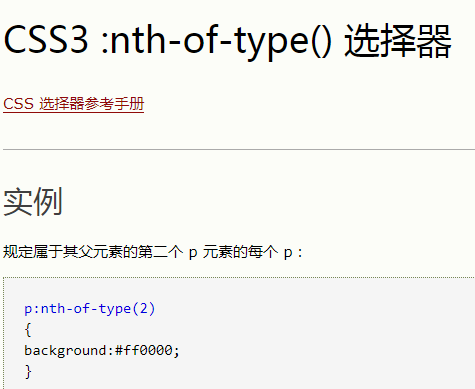 CSS3 :nth-of-type() 选择器
CSS 选择器参考手册
实例
规定属于其父元素的第二个 p 元素的每个 p：
p:nth-of-type(2)
{
background:#ff0000;
}